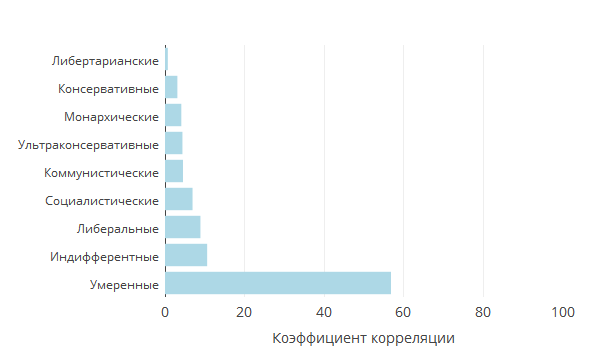 Либертарианские
Консервативные
Монархические
Ультраконсервативные
Коммунистические
Социалистические
Либеральные
Индифферентные
Умеренные
0 20 40 60 80 100
Коэффициент корреляции